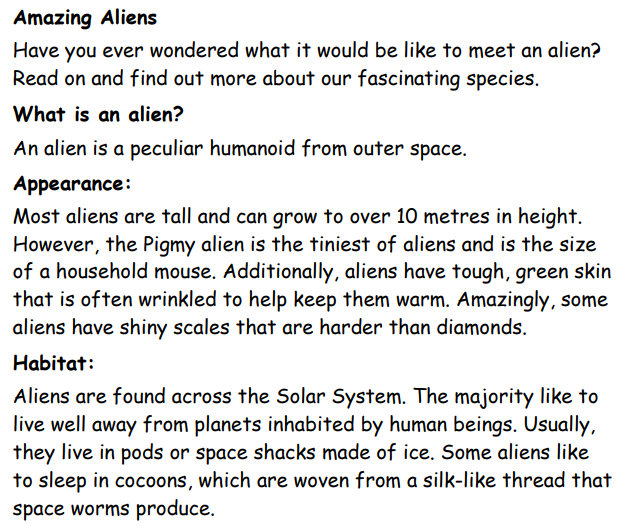 Amazing Aliens
Have you ever wondered what it would be like to meet an alien?
Read on and find out more about our fascinating species.
What is an alien?
An alien is a peculiar humanoid from outer space.
Appearance:
Most aliens are tall and can grow to over 10 metres in height.
However, the Pigmy alien is the tiniest of aliens and is the size
of a household mouse. Additionally, aliens have tough, green skin
that is often wrinkled to help keep them warm. Amazingly, some
aliens have shiny scales that are harder than diamonds.
Habitat:
Aliens are found across the Solar System. The majority like to
live well away from planets inhabited by human beings. Usually,
they live in pods or space shacks made of ice. Some aliens like
to sleep in cocoons, which are woven from a silk-like thread that
space worms produce.